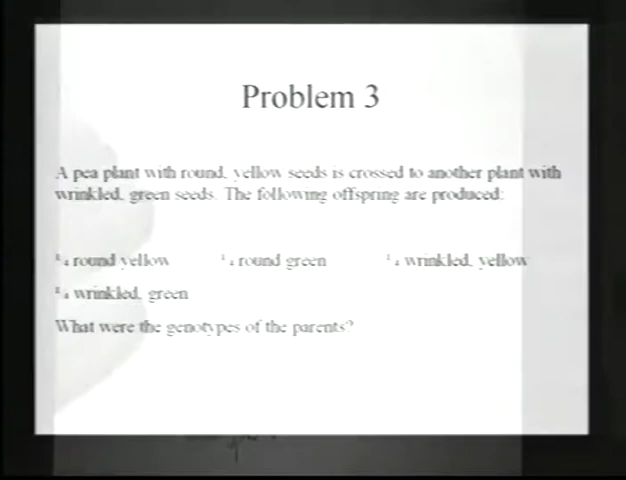 Problem 3
A pea plant with round, yellow seeds is crossed to another plant with
wrinkled, green seeds. The following offspring are produced:
round yellow round green wrinkled, yellow
wrinkled, green
What were the genotypes of the parents?